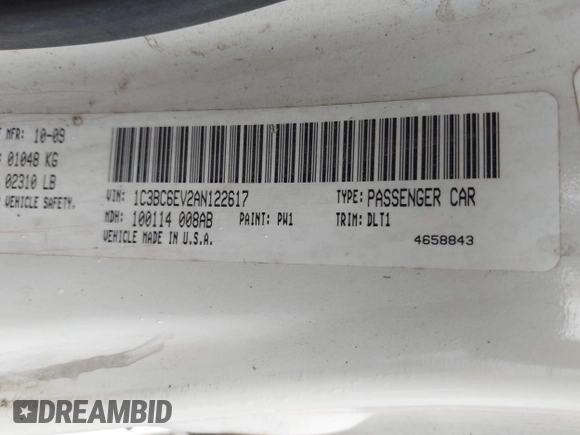 MFR: 10-09
01048 KG
02310 LB
VEHICLE SAFETY.
VIN: 1C3BC6EV2AN122617
TYPE: PASSENGER CAR
MDH: 100114 008AB
PAINT: PW1
TRIM: DLT1
VEHICLE MADE IN U.S.A.
4658843
DREAMBID